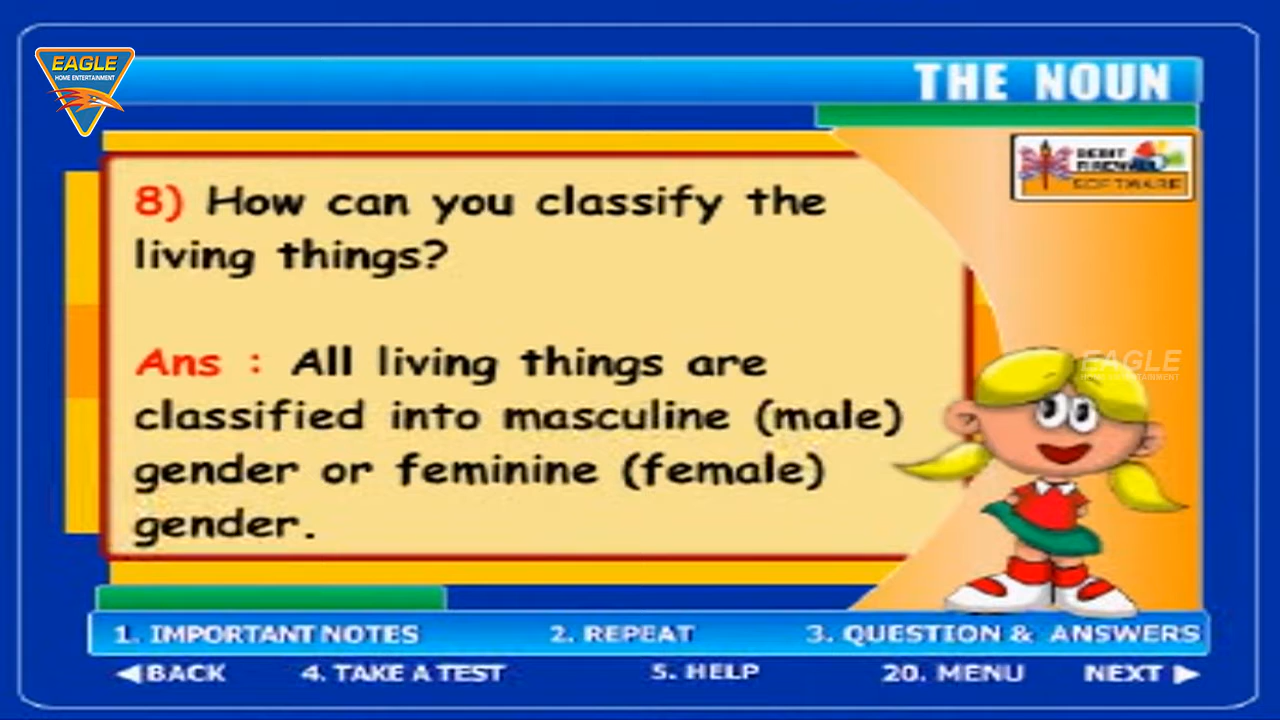 EAGLE
HOME ENTERTAINMENT
THE NOUN
SOFTWARE
8) How can you classify the
living things?
Ans : All living things are
classified into masculine (male)
gender or feminine (female)
gender.
EAGLE
HOME ENTERTAINMENT
1. IMPORTANT NOTES 2. REPEAT 3. QUESTION & ANSWERS
◀BACK 4. TAKE A TEST 5. HELP 20. MENU NEXT ▶